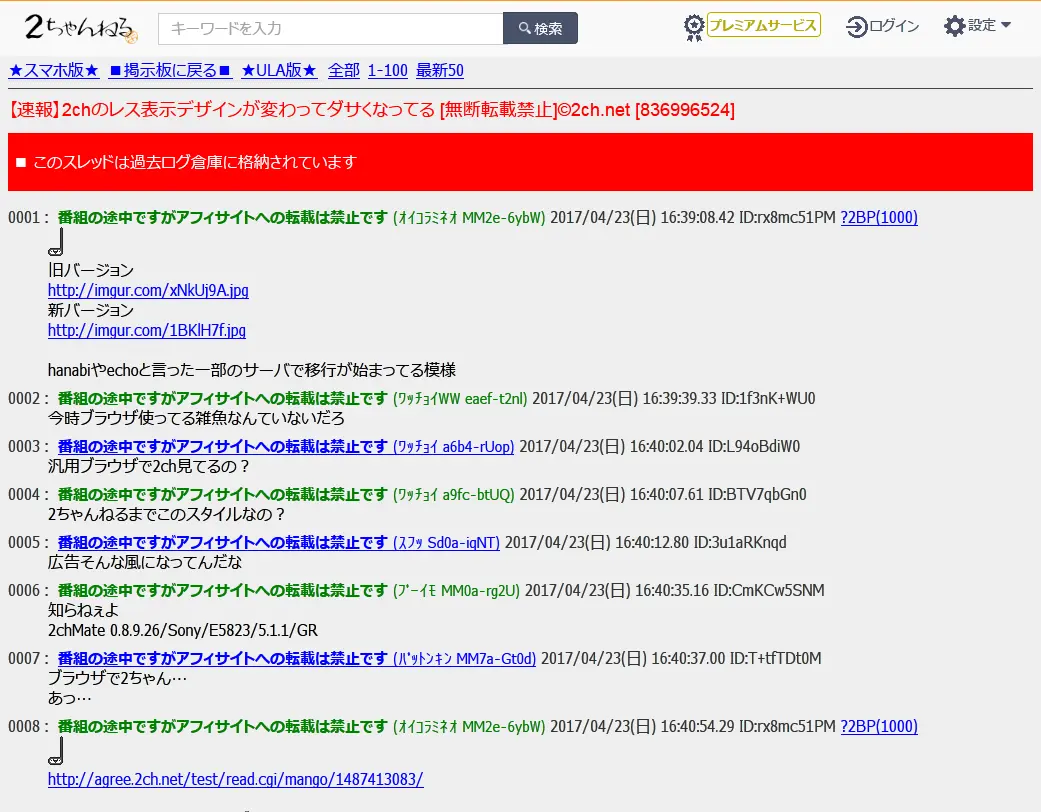 2ちゃんねる キーワードを入力 検索 プレミアムサービス ログイン 設定
★スマホ版★ ■掲示板に戻る■ ★ULA版★ 全部 1-100 最新50
【速報】2chのレス表示デザインが変わってダサくなってる [無断転載禁止]©2ch.net [836996524]
■ このスレッドは過去ログ倉庫に格納されています
0001 : 番組の途中ですがアフィサイトへの転載は禁止です (ｵｲｺﾗﾐﾈｵ MM2e-6ybW) 2017/04/23(日) 16:39:08.42 ID:rx8mc51PM ?2BP(1000)
旧バージョン
http://imgur.com/xNkUj9A.jpg
新バージョン
http://imgur.com/1BKlH7f.jpg
hanabiやechoと言った一部のサーバで移行が始まってる模様
0002 : 番組の途中ですがアフィサイトへの転載は禁止です (ﾜｯﾁｮｲWW eaef-t2nl) 2017/04/23(日) 16:39:39.33 ID:1f3nK+WU0
今時ブラウザ使ってる雑魚なんていないだろ
0003 : 番組の途中ですがアフィサイトへの転載は禁止です (ﾜｯﾁｮｲ a6b4-rUop) 2017/04/23(日) 16:40:02.04 ID:L94oBdiW0
汎用ブラウザで2ch見てるの？
0004 : 番組の途中ですがアフィサイトへの転載は禁止です (ﾜｯﾁｮｲ a9fc-btUQ) 2017/04/23(日) 16:40:07.61 ID:BTV7qbGn0
2ちゃんねるまでこのスタイルなの？
0005 : 番組の途中ですがアフィサイトへの転載は禁止です (ｽﾌｯ Sd0a-iqNT) 2017/04/23(日) 16:40:12.80 ID:3u1aRKnqd
広告そんな風になってんだな
0006 : 番組の途中ですがアフィサイトへの転載は禁止です (ﾌﾞｰｲﾓ MM0a-rg2U) 2017/04/23(日) 16:40:35.16 ID:CmKCw5SNM
知らねぇよ
2chMate 0.8.9.26/Sony/E5823/5.1.1/GR
0007 : 番組の途中ですがアフィサイトへの転載は禁止です (ﾊﾞｯﾄﾝｷﾝ MM7a-Gt0d) 2017/04/23(日) 16:40:37.00 ID:T+tfTDt0M
ブラウザで2ちゃん…
あっ…
0008 : 番組の途中ですがアフィサイトへの転載は禁止です (ｵｲｺﾗﾐﾈｵ MM2e-6ybW) 2017/04/23(日) 16:40:54.29 ID:rx8mc51PM ?2BP(1000)
http://agree.2ch.net/test/read.cgi/mango/1487413083/